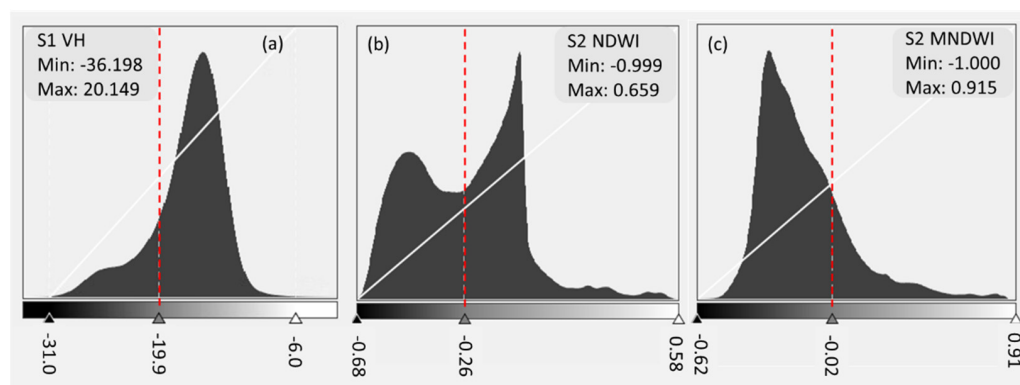 S1 VH
Min: -36.198
Max: 20.149
(a)
-31.0
-19.9
-6.0
(b)
S2 NDWI
Min: -0.999
Max: 0.659
-0.68
-0.26
0.58
(c)
S2 MNDWI
Min: -1.000
Max: 0.915
-0.62
-0.02
0.91